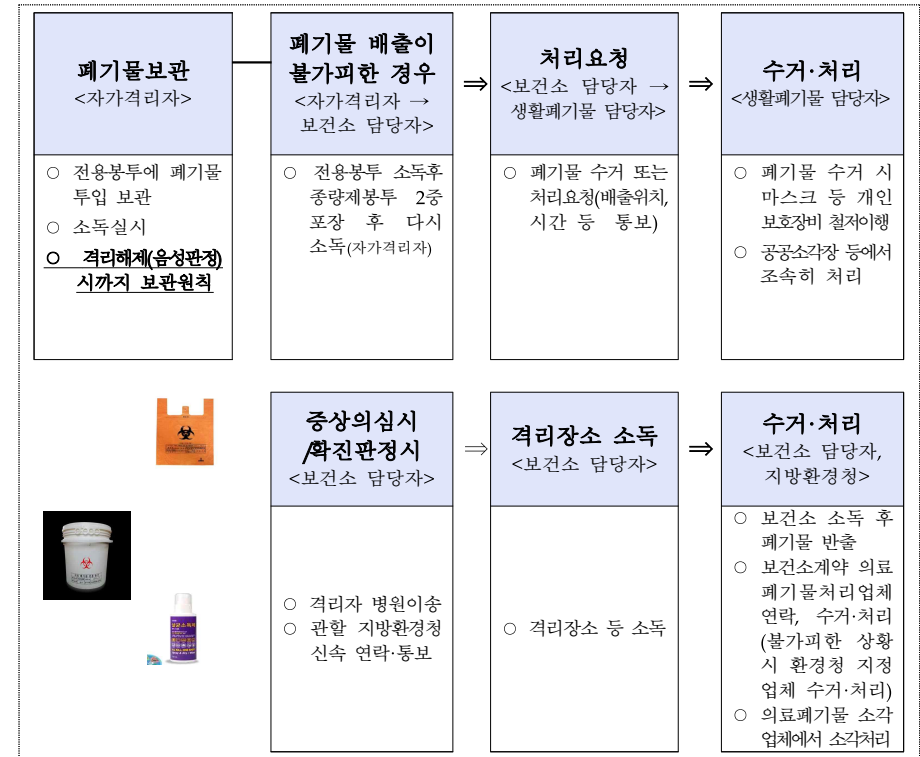 폐기물보관
<자가격리자>
○ 전용봉투에 폐기물
투입 보관
○ 소독실시
○ 격리해제(음성판정)
시까지 보관원칙
폐기물 배출이
불가피한 경우
<자가격리자 →
보건소 담당자>
○ 전용봉투 소독후
종량제봉투 2중
포장 후 다시
소독(자가격리자)
⇒
처리요청
<보건소 담당자 →
생활폐기물 담당자>
○ 폐기물 수거 또는
처리요청(배출위치,
시간 등 통보)
⇒
수거·처리
<생활폐기물 담당자>
○ 폐기물 수거 시
마스크 등 개인
보호장비 철저이행
○ 공공소각장 등에서
조속히 처리
증상의심시
/확진판정시
<보건소 담당자>
○ 격리자 병원이송
○ 관할 지방환경청
신속 연락·통보
⇒
격리장소 소독
<보건소 담당자>
○ 격리장소 등 소독
⇒
수거·처리
<보건소 담당자,
지방환경청>
○ 보건소 소독 후
폐기물 반출
○ 보건소계약 의료
폐기물처리업체
연락, 수거·처리
(불가피한 상황
시 환경청 지정
업체 수거·처리)
○ 의료폐기물 소각
업체에서 소각처리